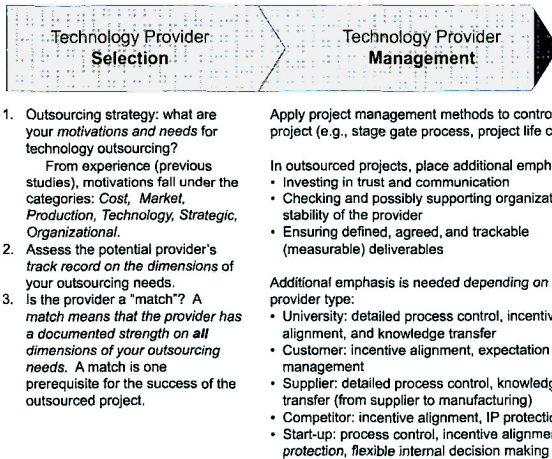 Technology Provider
Selection
Technology Provider
Management
1. Outsourcing strategy: what are
your motivations and needs for
technology outsourcing?
From experience (previous
studies), motivations fall under the
categories: Cost, Market,
Production, Technology, Strategic,
Organizational.
2. Assess the potential provider's
track record on the dimensions of
your outsourcing needs.
3. Is the provider a "match"? A
match means that the provider has
a documented strength on all
dimensions of your outsourcing
needs. A match is one
prerequisite for the success of the
outsourced project.
Apply project management methods to contro
project (e.g., stage gate process, project life c
In outsourced projects, place additional emph
• Investing in trust and communication
• Checking and possibly supporting organizat
stability of the provider
• Ensuring defined, agreed, and trackable
(measurable) deliverables
Additional emphasis is needed depending on
provider type:
• University: detailed process control, incentiv
alignment, and knowledge transfer
• Customer: incentive alignment, expectation
management
• Supplier: detailed process control, knowledg
transfer (from supplier to manufacturing)
• Competitor: incentive alignment, IP protectio
• Start-up: process control, incentive alignme
protection, flexible internal decision making